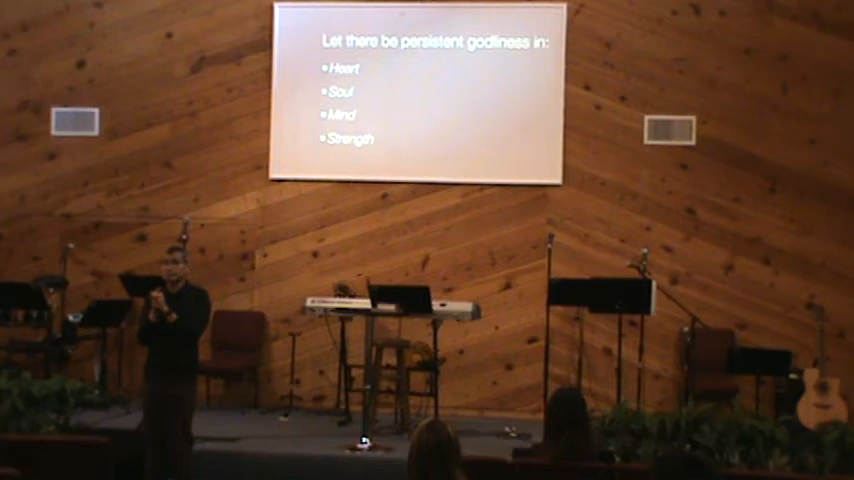 Let there be persistent godliness in:
• Heart
• Soul
• Mind
• Strength